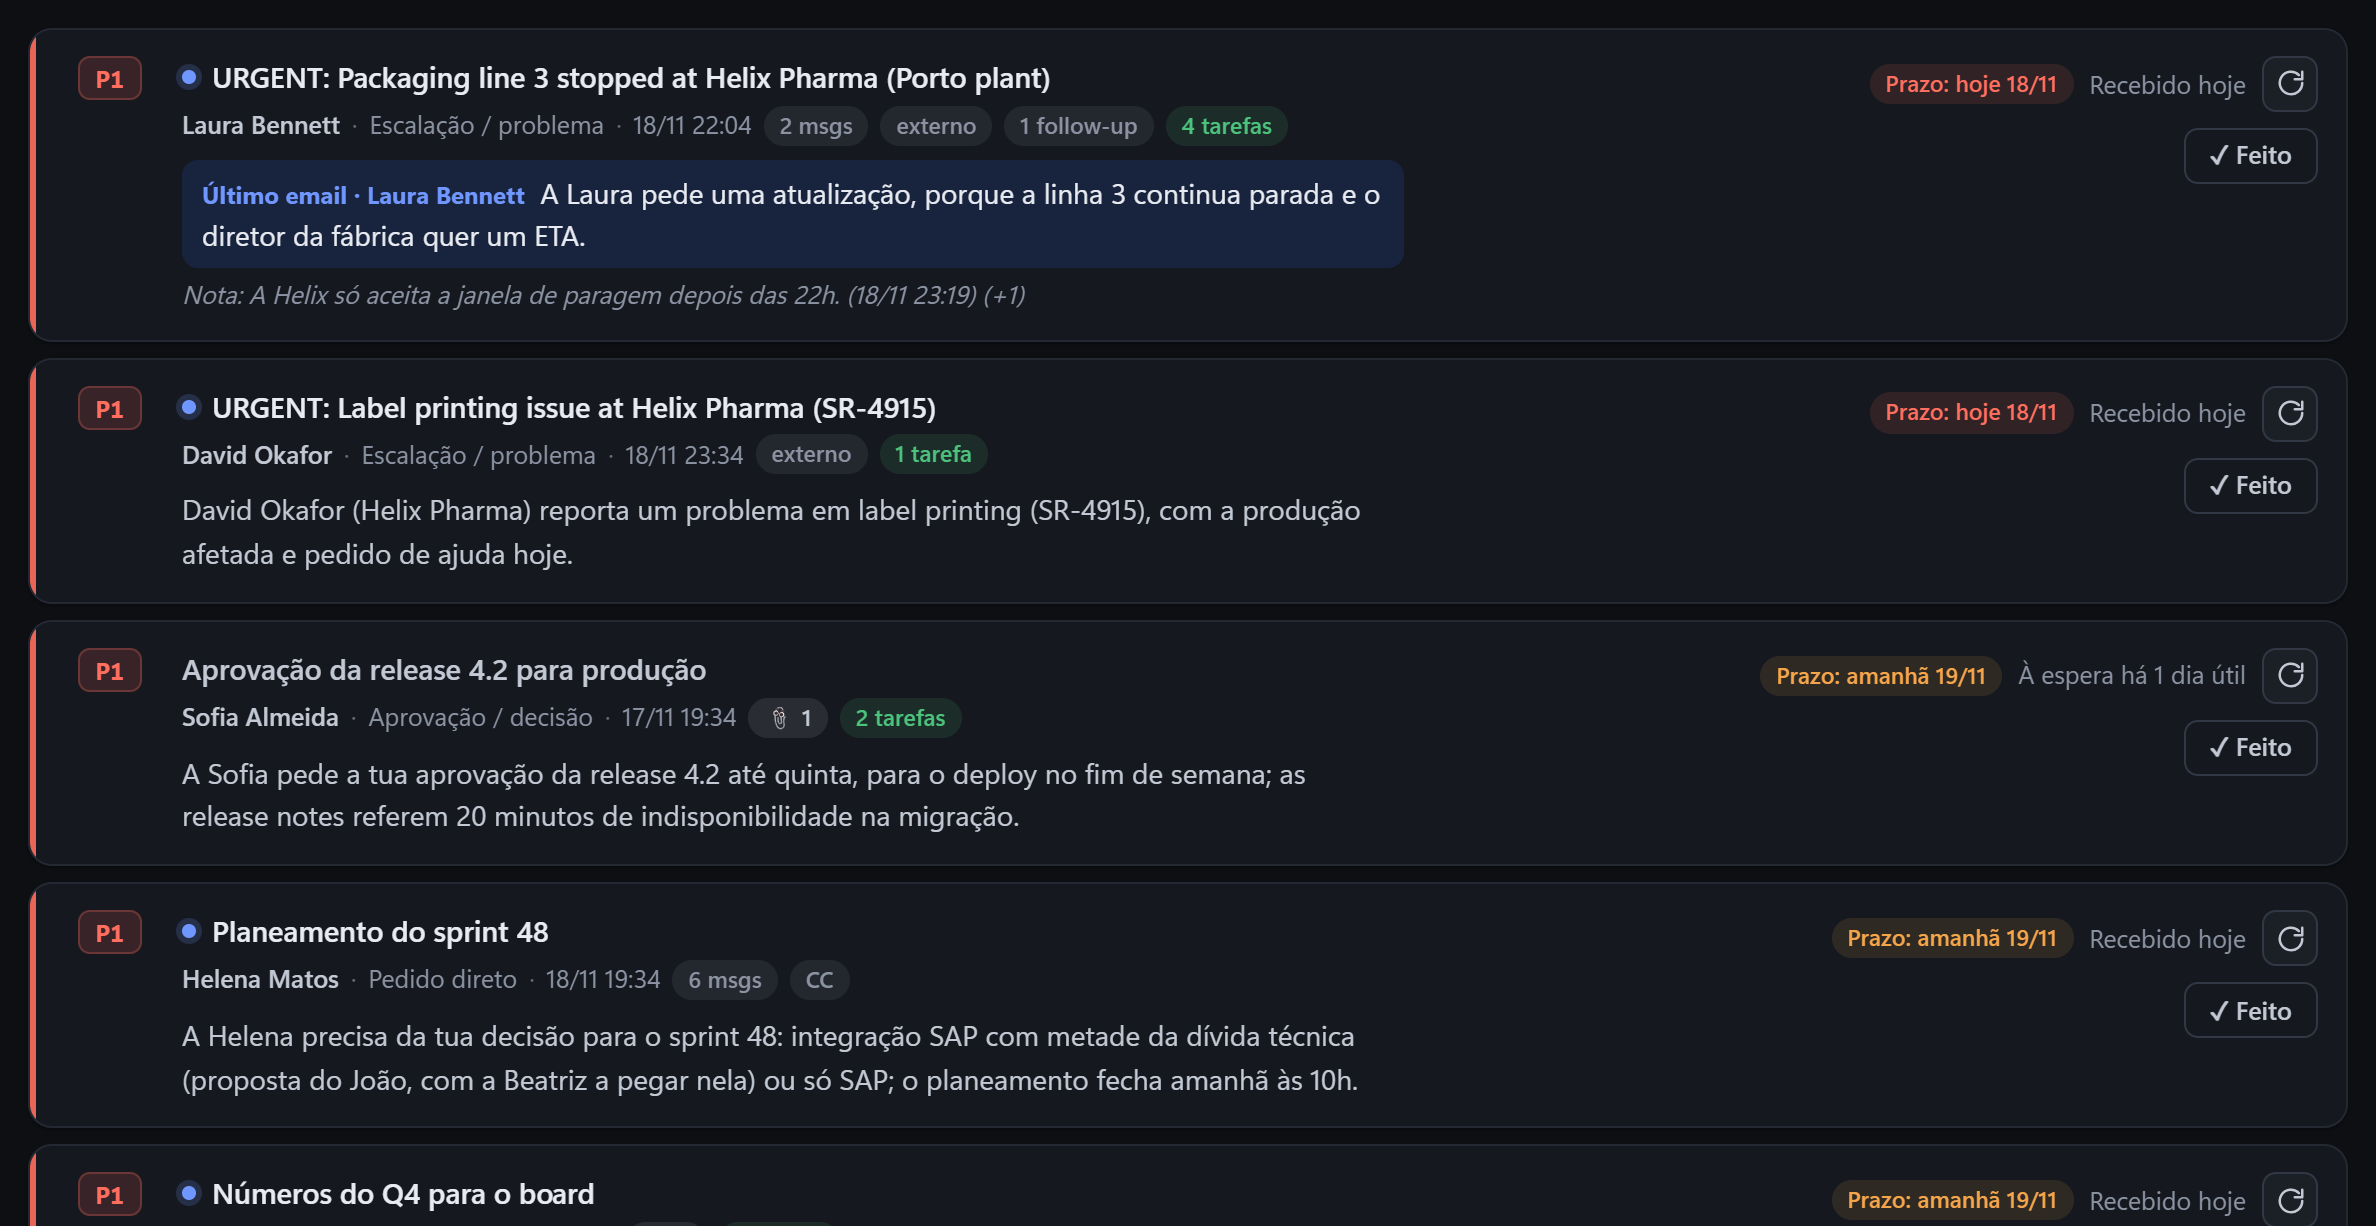 P1 URGENT: Packaging line 3 stopped at Helix Pharma (Porto plant) Prazo: hoje 18/11 Recebido hoje
Laura Bennett · Escalação / problema · 18/11 22:04 2 msgs externo 1 follow-up 4 tarefas
✓ Feito
Último email · Laura Bennett A Laura pede uma atualização, porque a linha 3 continua parada e o
diretor da fábrica quer um ETA.
Nota: A Helix só aceita a janela de paragem depois das 22h. (18/11 23:19) (+1)
P1 URGENT: Label printing issue at Helix Pharma (SR-4915) Prazo: hoje 18/11 Recebido hoje
David Okafor · Escalação / problema · 18/11 23:34 externo 1 tarefa
✓ Feito
David Okafor (Helix Pharma) reporta um problema em label printing (SR-4915), com a produção
afetada e pedido de ajuda hoje.
P1 Aprovação da release 4.2 para produção Prazo: amanhã 19/11 À espera há 1 dia útil
Sofia Almeida · Aprovação / decisão · 17/11 19:34 1 2 tarefas
✓ Feito
A Sofia pede a tua aprovação da release 4.2 até quinta, para o deploy no fim de semana; as
release notes referem 20 minutos de indisponibilidade na migração.
P1 Planeamento do sprint 48 Prazo: amanhã 19/11 Recebido hoje
Helena Matos · Pedido direto · 18/11 19:34 6 msgs CC
✓ Feito
A Helena precisa da tua decisão para o sprint 48: integração SAP com metade da dívida técnica
(proposta do João, com a Beatriz a pegar nela) ou só SAP; o planeamento fecha amanhã às 10h.
P1 Números do Q4 para o board Prazo: amanhã 19/11 Recebido hoje